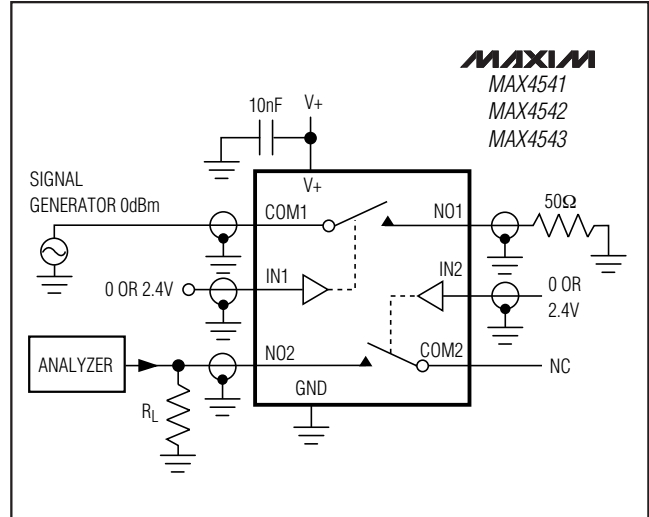 MAXIM
MAX4541
MAX4542
MAX4543
10nF
V+
V+
SIGNAL
GENERATOR 0dBm
COM1
NO1
50Ω
IN1
IN2
0 OR 2.4V
0 OR
2.4V
NO2
COM2
ANALYZER
NC
GND
RL